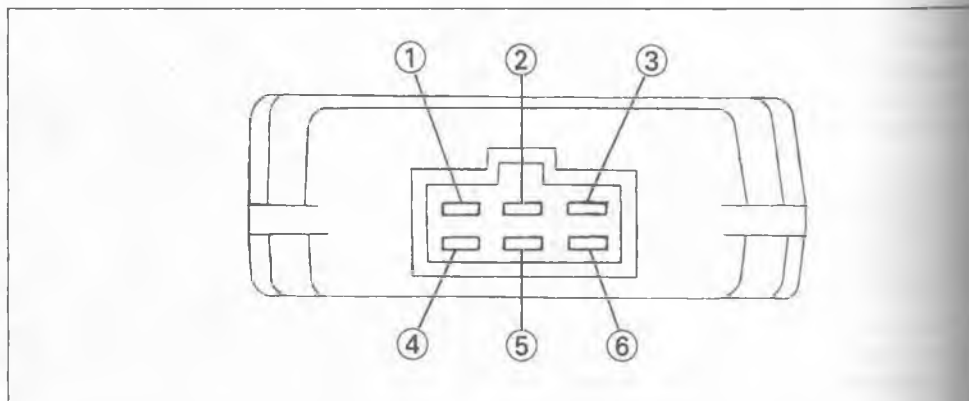 ① ② ③
④ ⑤ ⑥